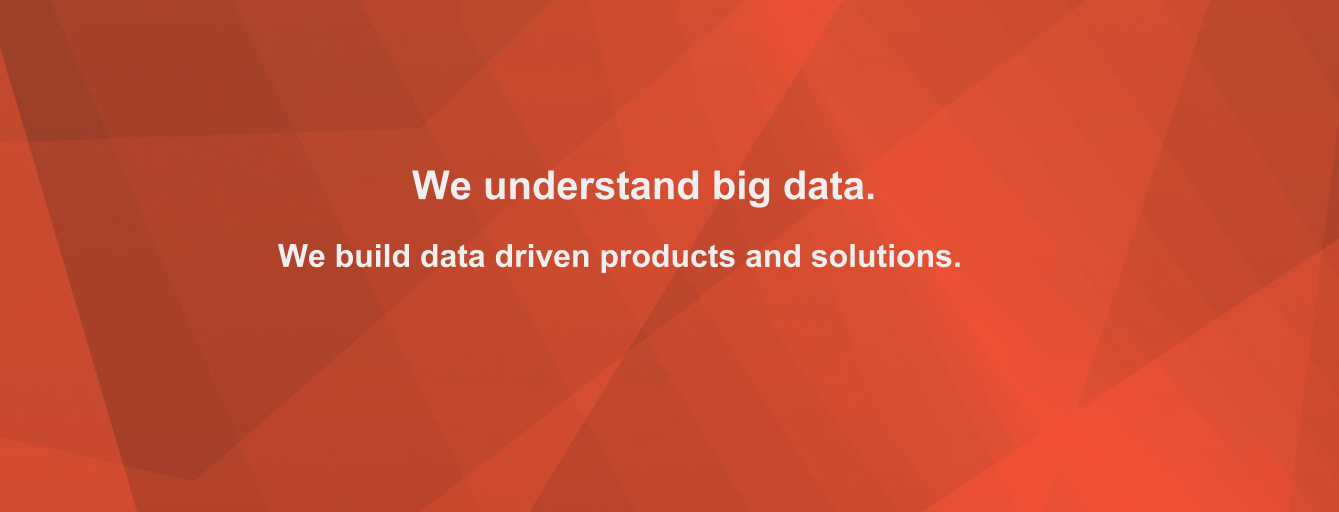 We understand big data.
We build data driven products and solutions.